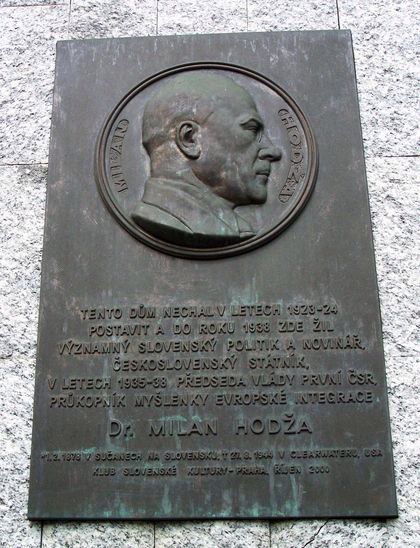 MILAN HODŽA
TENTO DŮM NECHAL V LETECH 1923-24
POSTAVIT A DO ROKU 1938 ZDE ŽIL
VÝZNAMNÝ SLOVENSKÝ POLITIK A NOVINÁŘ,
ČESKOSLOVENSKÝ STÁTNÍK,
V LETECH 1935-38 PŘEDSEDA VLÁDY PRVNÍ ČSR,
PRŮKOPNÍK MYŠLENKY EVROPSKÉ INTEGRACE
Dr. MILAN HODŽA
*1.2. 1878 V SUČANECH NA SLOVENSKU, † 27. 6. 1944 V CLEARWATERU, USA
KLUB SLOVENSKÉ KULTURY-PRAHA, ŘÍJEN 2000